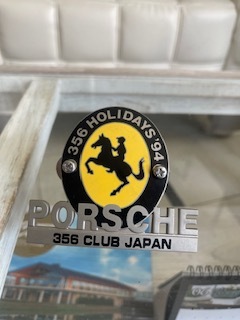 356 HOLIDAYS '94
PORSCHE
356 CLUB JAPAN